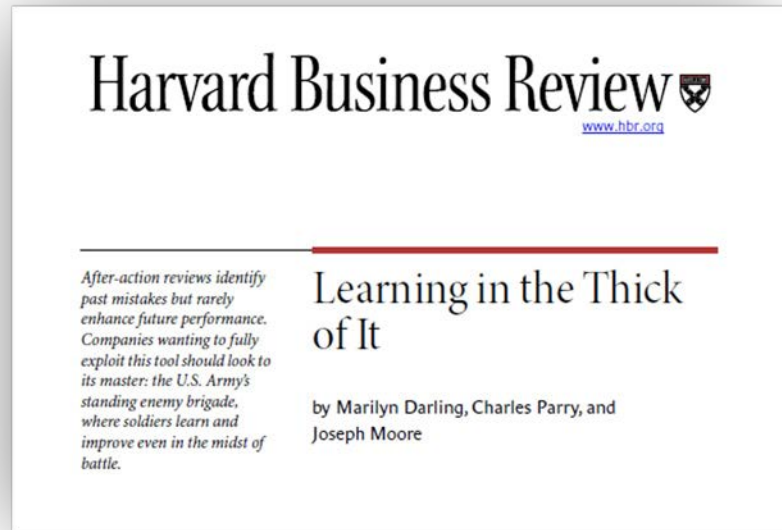 Harvard Business Review
www.hbr.org
After-action reviews identify
past mistakes but rarely
enhance future performance.
Companies wanting to fully
exploit this tool should look to
its master: the U.S. Army's
standing enemy brigade,
where soldiers learn and
improve even in the midst of
battle.
Learning in the Thick
of It
by Marilyn Darling, Charles Parry, and
Joseph Moore